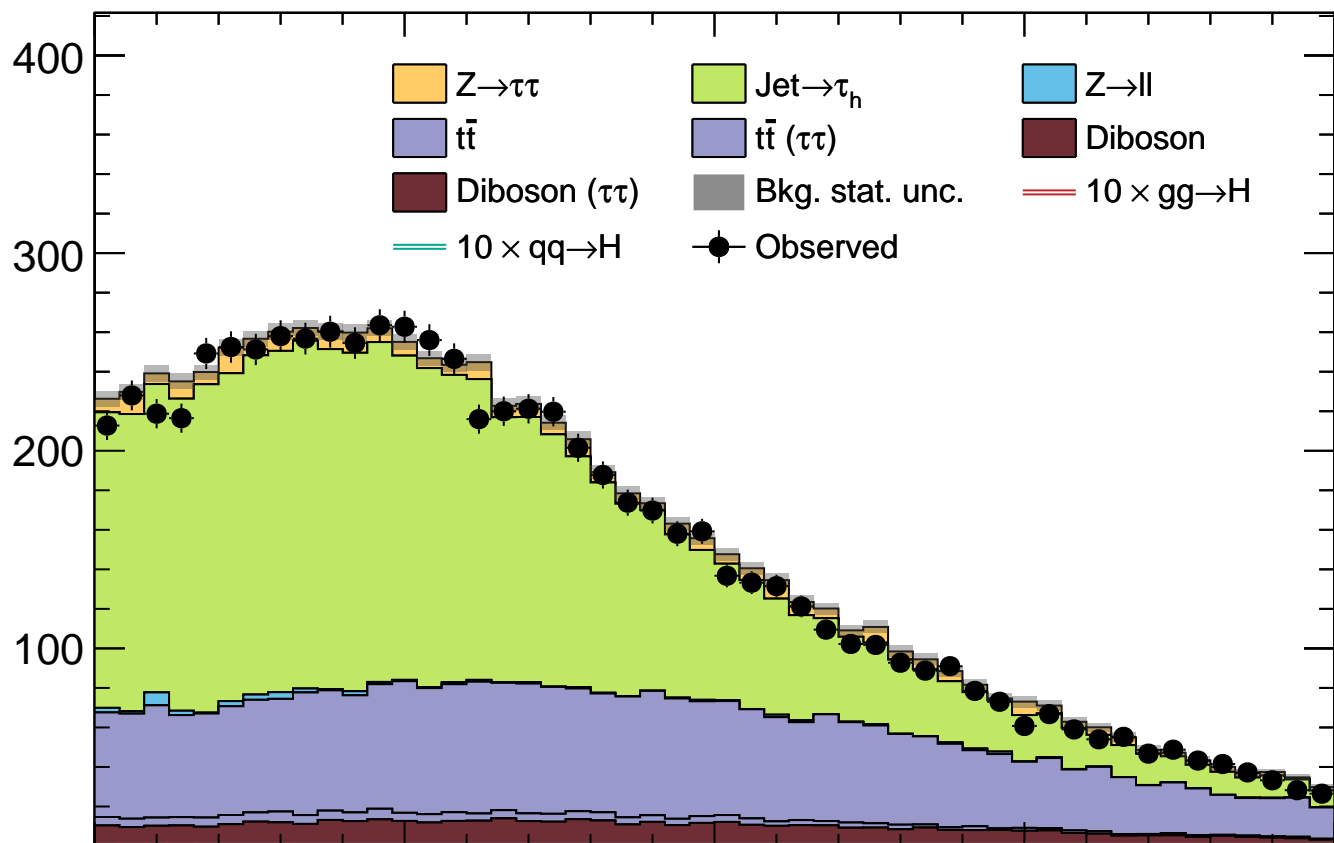 400
Z→ττ Jet→τₕ Z→ll
tt̄ tt̄ (ττ) Diboson
Diboson (ττ) Bkg. stat. unc. 10 × gg→H
10 × qq→H Observed
300
200
100